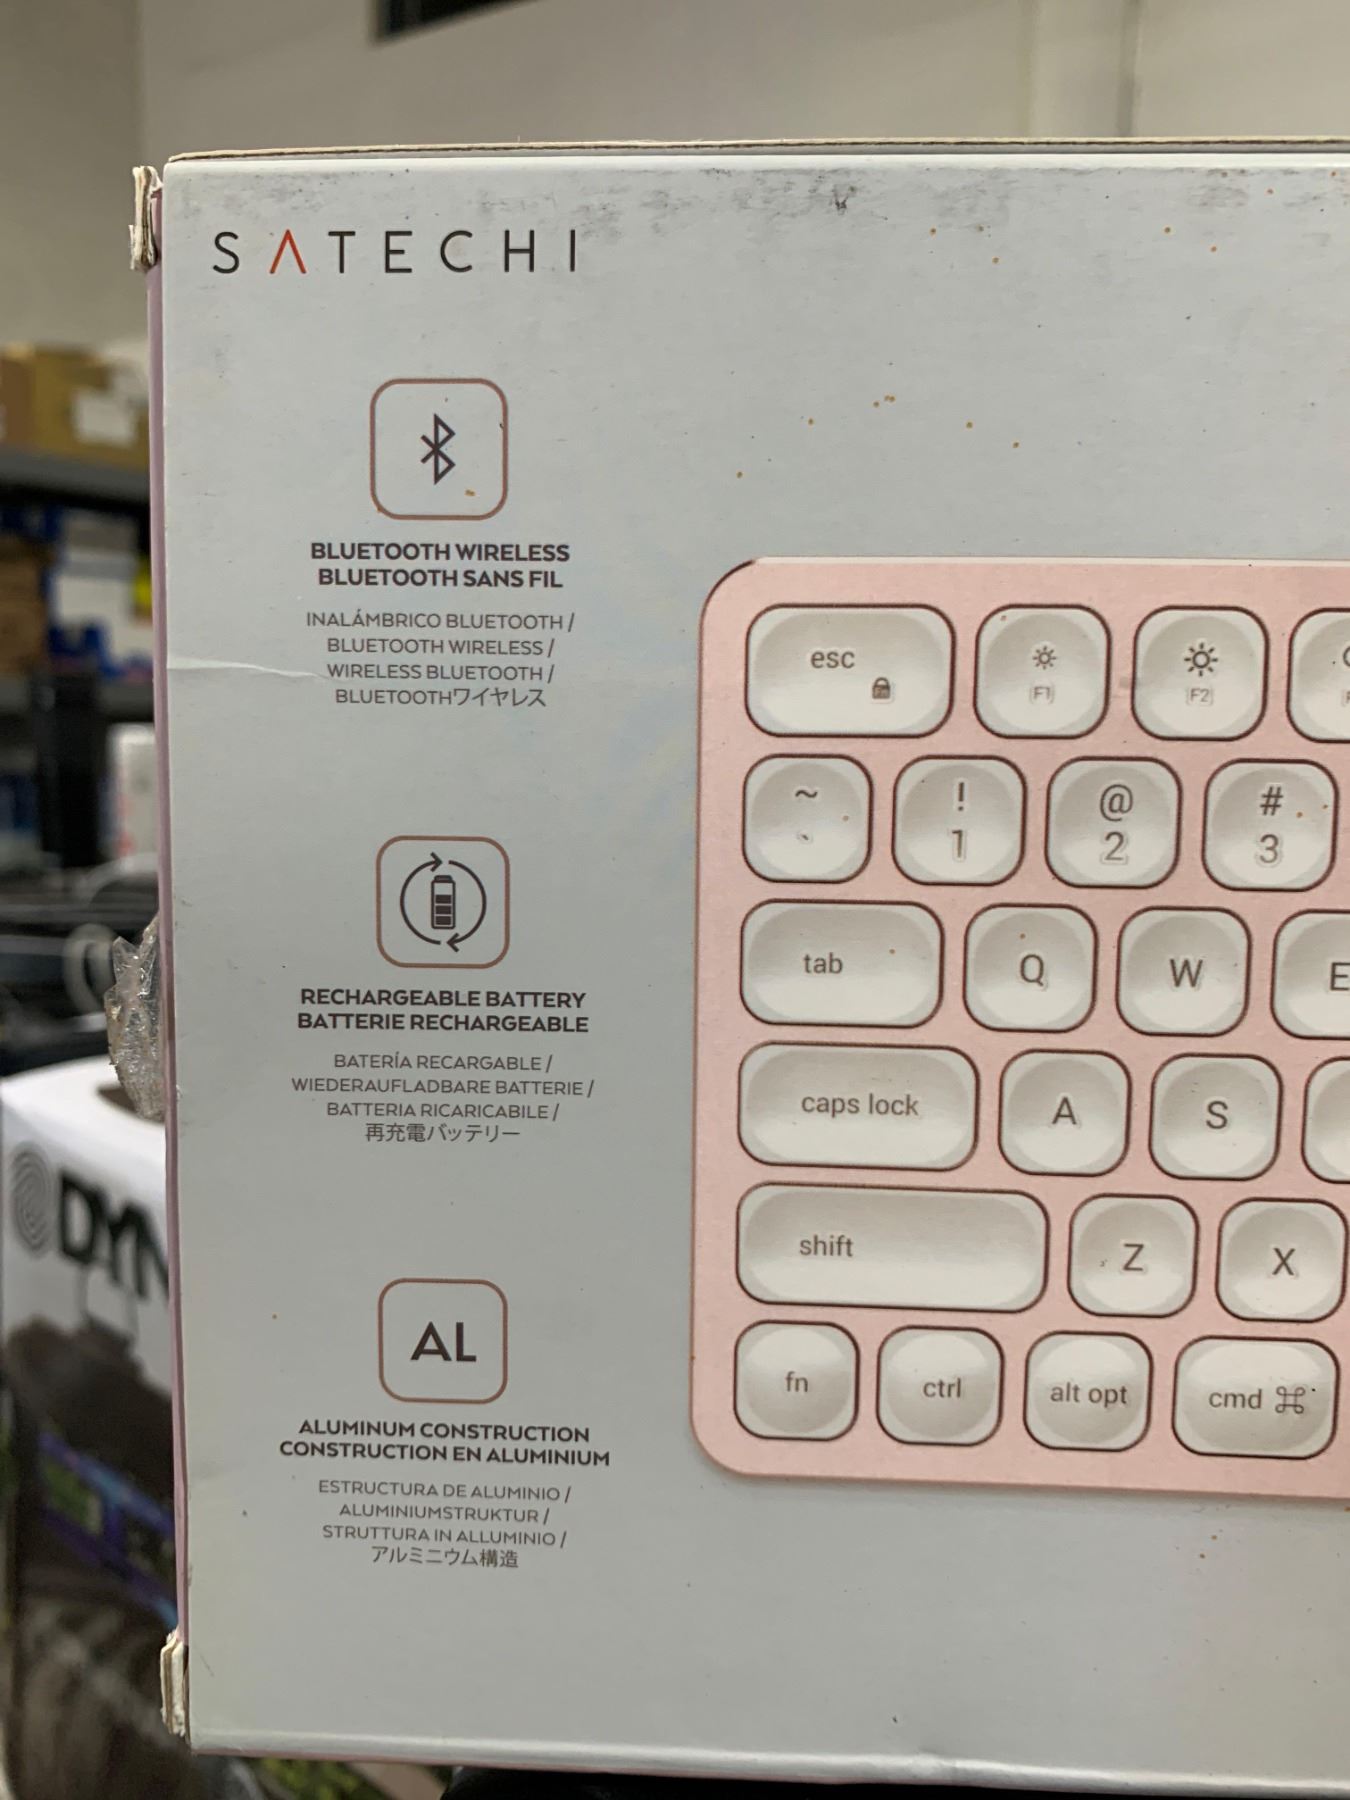 SATECHI
BLUETOOTH WIRELESS
BLUETOOTH SANS FIL
INALÁMBRICO BLUETOOTH /
BLUETOOTH WIRELESS /
WIRELESS BLUETOOTH /
BLUETOOTHワイヤレス
RECHARGEABLE BATTERY
BATTERIE RECHARGEABLE
BATERÍA RECARGABLE /
WIEDERAUFLADBARE BATTERIE /
BATTERIA RICARICABILE /
再充電バッテリー
AL
ALUMINUM CONSTRUCTION
CONSTRUCTION EN ALUMINIUM
ESTRUCTURA DE ALUMINIO /
ALUMINIUMSTRUKTUR /
STRUTTURA IN ALLUMINIO /
アルミニウム構造
esc
Fn
F1
F2
~ ! @ #
` 1 2 3
tab Q W E
caps lock A S
shift Z X
fn ctrl alt opt cmd ⌘
DYN